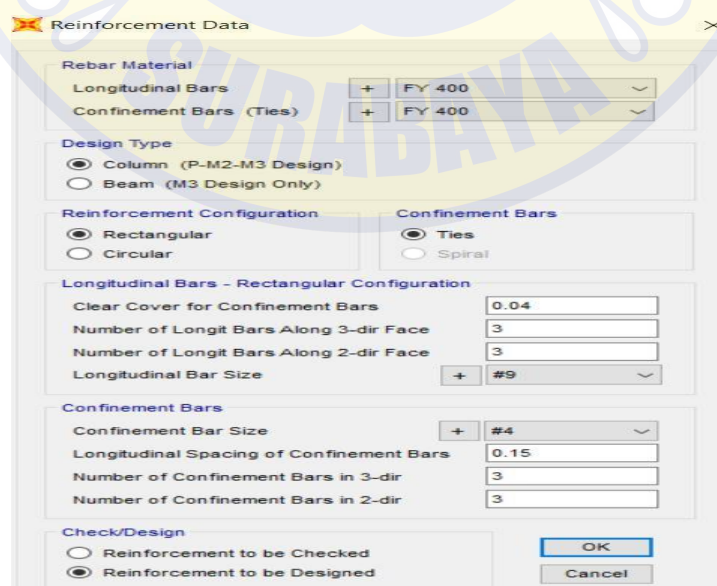 Reinforcement Data
Rebar Material
Longitudinal Bars + FY 400
Confinement Bars (Ties) + FY 400
Design Type
Column (P-M2-M3 Design)
Beam (M3 Design Only)
Reinforcement Configuration Confinement Bars
Rectangular Ties
Circular Spiral
Longitudinal Bars - Rectangular Configuration
Clear Cover for Confinement Bars 0.04
Number of Longit Bars Along 3-dir Face 3
Number of Longit Bars Along 2-dir Face 3
Longitudinal Bar Size + #9
Confinement Bars
Confinement Bar Size + #4
Longitudinal Spacing of Confinement Bars 0.15
Number of Confinement Bars in 3-dir 3
Number of Confinement Bars in 2-dir 3
Check/Design
Reinforcement to be Checked OK
Reinforcement to be Designed Cancel
SURABAYA